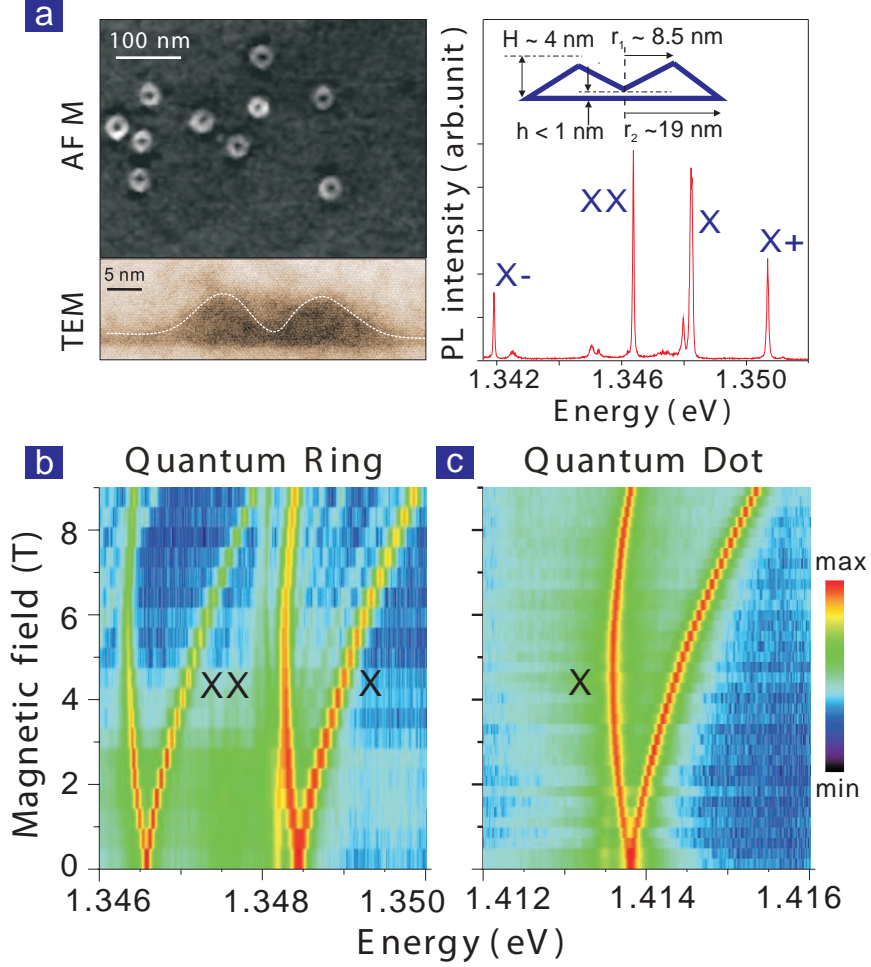 a
100 nm
AFM
5 nm
TEM
H ~ 4 nm
r1 ~ 8.5 nm
h < 1 nm
r2 ~19 nm
XX
X
X-
X+
PL intensity (arb.unit)
1.342
1.346
1.350
Energy (eV)
b
Quantum Ring
c
Quantum Dot
8
6
4
2
0
Magnetic field (T)
XX
X
X
max
min
1.346
1.348
1.350
1.412
1.414
1.416
Energy (eV)